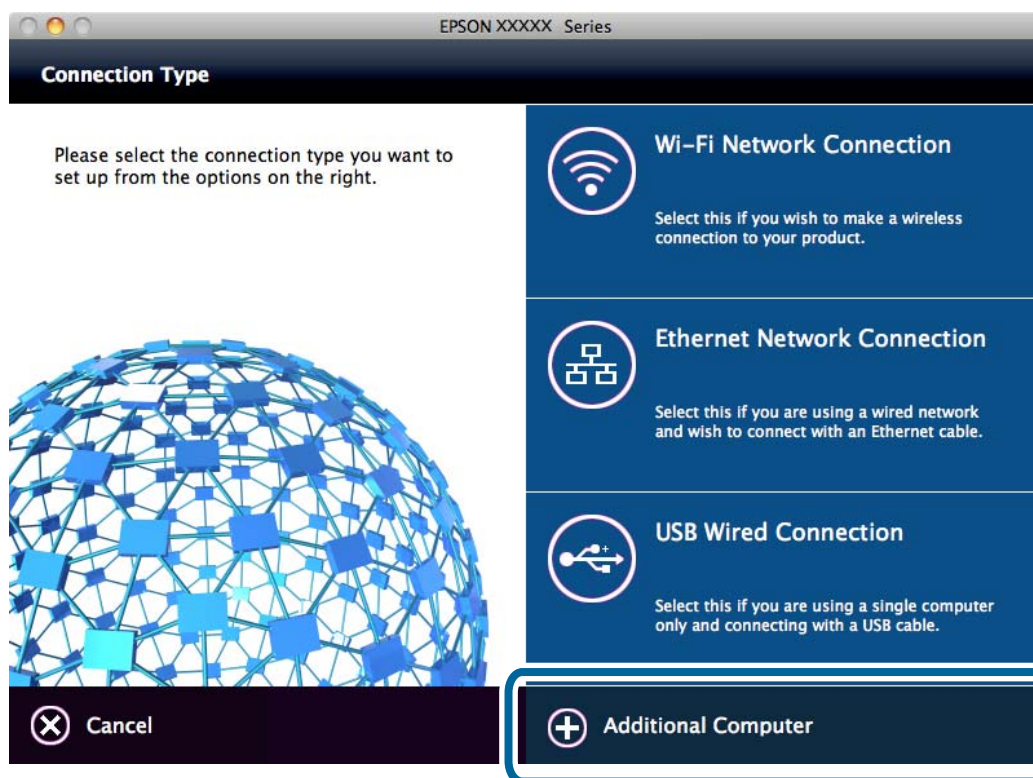 EPSON XXXXX Series
Connection Type
Please select the connection type you want to
set up from the options on the right.
Wi-Fi Network Connection
Select this if you wish to make a wireless
connection to your product.
Ethernet Network Connection
Select this if you are using a wired network
and wish to connect with an Ethernet cable.
USB Wired Connection
Select this if you are using a single computer
only and connecting with a USB cable.
Cancel
Additional Computer